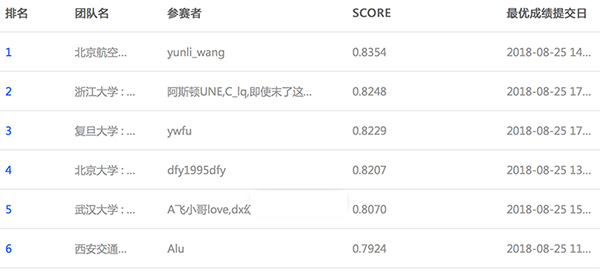 排名 团队名 参赛者 SCORE 最优成绩提交日
1 北京航空... yunli_wang 0.8354 2018-08-25 14...
2 浙江大学：... 阿斯顿UNE,C_lq,即使末了这... 0.8248 2018-08-25 17...
3 复旦大学：... ywfu 0.8229 2018-08-25 17...
4 北京大学：... dfy1995dfy 0.8207 2018-08-25 13...
5 武汉大学：... A飞小哥love,dx幻 0.8070 2018-08-25 15...
6 西安交通... Alu 0.7924 2018-08-25 11...